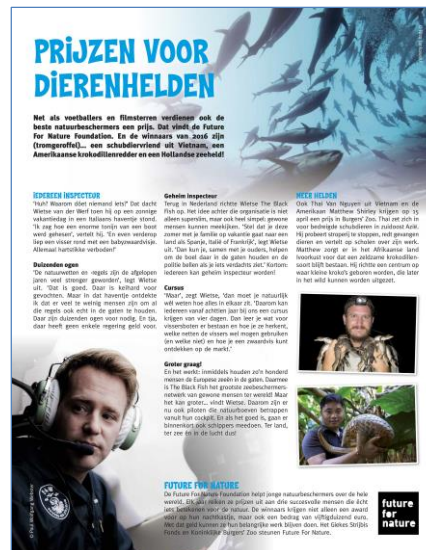 PRIJZEN VOOR
DIERENHELDEN
Net als voetballers en filmsterren verdienen ook de
beste natuurbeschermers een prijs. Dat vindt de Future
For Nature Foundation. En de winnaars van 2016 zijn
(tromgeroffel)... een schubdiervriend uit Vietnam, een
Amerikaanse krokodillenredder en een Hollandse zeeheld!
IEDEREEN INSPECTEUR
'Huh? Waarom doet niemand iets!?' Dat dacht
Wietse van der Werf toen hij op een zonnige
vakantiedag in een Italiaans haventje stond.
'Ik zag hoe een enorme tonijn van een boot
werd gehesen', vertelt hij. 'En even verderop
liep een visser rond met een babyzwaardvisje.
Allemaal hartstikke verboden!'
Duizenden ogen
'De natuurwetten en -regels zijn de afgelopen
jaren veel strenger geworden', legt Wietse
uit. 'Dat is goed. Daar is keihard voor
gevochten. Maar in dat haventje ontdekte
ik dat er veel te weinig mensen zijn om al
die regels ook echt in de gaten te houden.
Daar zijn duizenden ogen voor nodig. En tja,
daar heeft geen enkele regering geld voor.
Geheim inspecteur
Terug in Nederland richtte Wietse The Black
Fish op. Het idee achter die organisatie is niet
alleen superslim, maar ook heel simpel: gewone
mensen kunnen meekijken. 'Stel dat je deze
zomer met je familie op vakantie gaat naar een
land als Spanje, Italië of Frankrijk', legt Wietse
uit. 'Dan kun je, samen met je ouders, helpen
om de boel daar in de gaten te houden en de
politie bellen als je iets verdachts ziet.' Kortom:
iedereen kan geheim inspecteur worden!
Cursus
'Maar', zegt Wietse, 'dan moet je natuurlijk
wél weten hoe alles in elkaar zit. 'Daarom kan
iedereen vanaf achttien jaar bij ons een cursus
krijgen van vier dagen. Dan leer je wat voor
vissersboten er bestaan en hoe je ze herkent,
welke netten de vissers wel mogen gebruiken
(en welke niet) en hoe je een zwaardvis kunt
ontdekken op de markt.'
Groter graag!
En het werkt: inmiddels houden zo'n honderd
mensen de Europese zeeën in de gaten. Daarmee
is The Black Fish het grootste zeebeschermers-
netwerk van gewone mensen ter wereld! Maar
het kan groter... vindt Wietse. Daarom zijn er
nu ook piloten die natuurboeven betrappen
vanuit hun cockpit. En als het goed is, gaan er
binnenkort ook schippers meedoen. Ter land,
ter zee én in de lucht dus!
MEER HELDEN
Ook Thai Van Nguyen uit Vietnam en de
Amerikaan Matthew Shirley krijgen op 15
april een prijs in Burgers' Zoo. Thai zet zich in
voor bedreigde schubdieren in zuidoost Azië.
Hij probeert stroperij te stoppen, redt gevangen
dieren en vertelt op scholen over zijn werk.
Matthew zorgt er in het Afrikaanse land
Ivoorkust voor dat een zeldzame krokodillen-
soort blijft bestaan. Hij richtte een centrum op
waar kleine kroko's geboren worden, die later
in het wild kunnen worden uitgezet.
FUTURE FOR NATURE
De Future For Nature Foundation helpt jonge natuurbeschermers over de hele
wereld. Elk jaar reiken ze prijzen uit aan drie succesvolle mensen die écht
iets betekenen voor de natuur. De winnaars krijgen niet alleen een award
voor op hun nachtkastje, maar ook een bedrag van vijftigduizend euro.
Met dat geld kunnen ze hun belangrijke werk blijven doen. Het Gieskes Strijbis
Fonds en Koninklijke Burgers' Zoo steunen Future For Nature.
future
for
nature